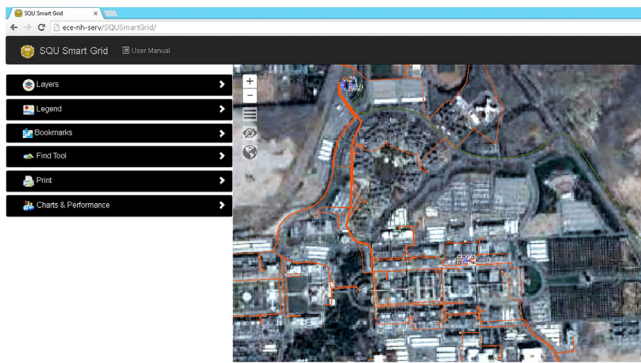 SQU Smart Grid
ece-nh-serv/SQUSmartGrid/
SQU Smart Grid User Manual
Layers
Legend
Bookmarks
Find Tool
Print
Charts & Performance